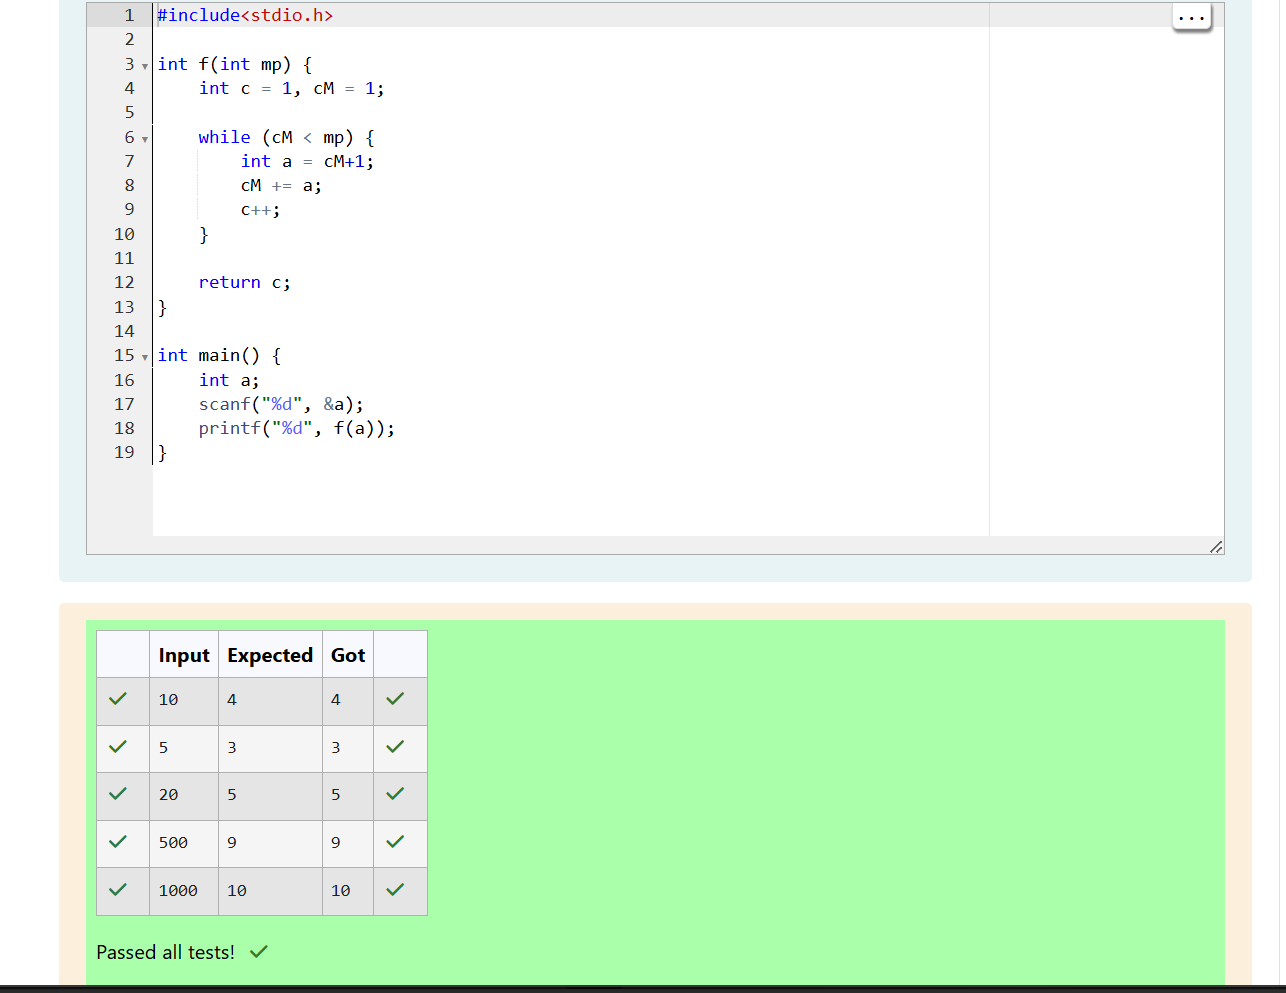 1 #include<stdio.h>
2
3 int f(int mp) {
4     int c = 1, cM = 1;
5
6     while (cM < mp) {
7         int a = cM+1;
8         cM += a;
9         c++;
10     }
11
12     return c;
13 }
14
15 int main() {
16     int a;
17     scanf("%d", &a);
18     printf("%d", f(a));
19 }
...
Input Expected Got
10 4 4
5 3 3
20 5 5
500 9 9
1000 10 10
Passed all tests!